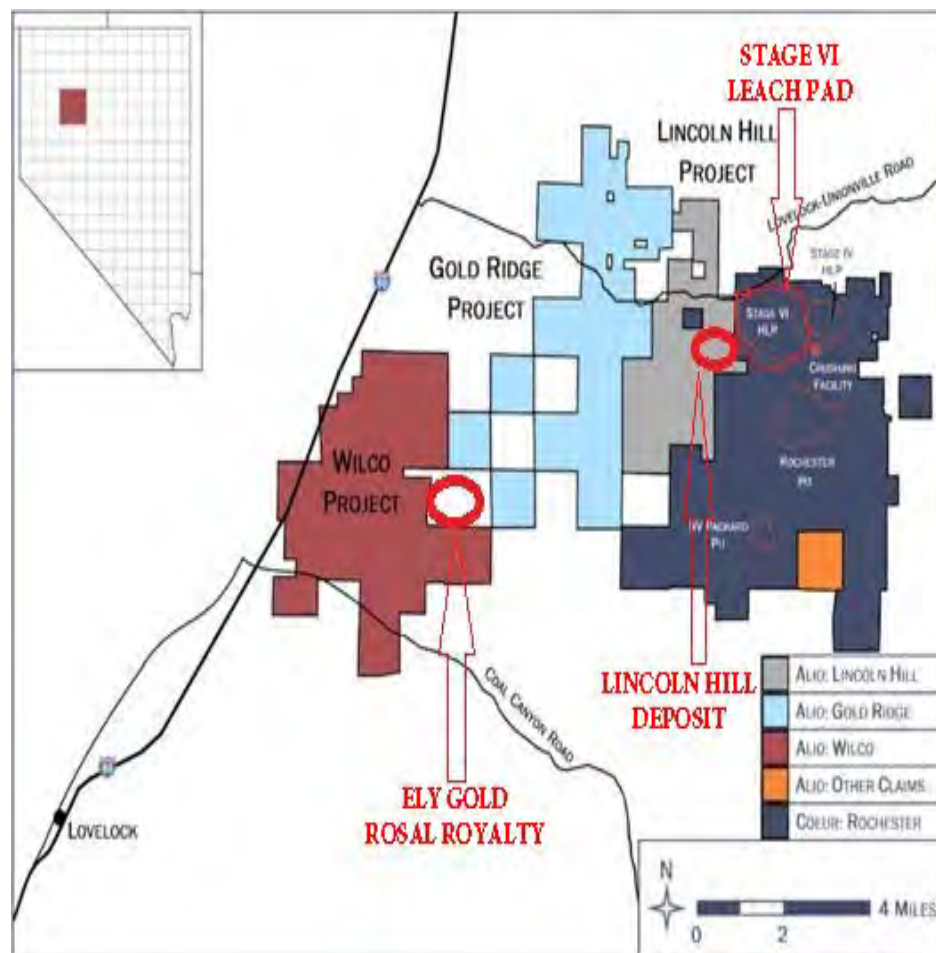 STAGE VI
LEACH PAD
LINCOLN HILL
PROJECT
LOVELOCK-UNIONVILLE ROAD
STAGE IV
HLP
GOLD RIDGE
PROJECT
STAGE VI
HLP
CRUSHING
FACILITY
WILCO
PROJECT
ROCHESTER
PIT
NV PACKARD
PIT
COAL CANYON ROAD
LINCOLN HILL
DEPOSIT
ELY GOLD
ROSAL ROYALTY
LOVELOCK
ALIO: LINCOLN HILL
ALIO: GOLD RIDGE
ALIO: WILCO
ALIO: OTHER CLAIMS
COEUR: ROCHESTER
N
4 MILES
0 2